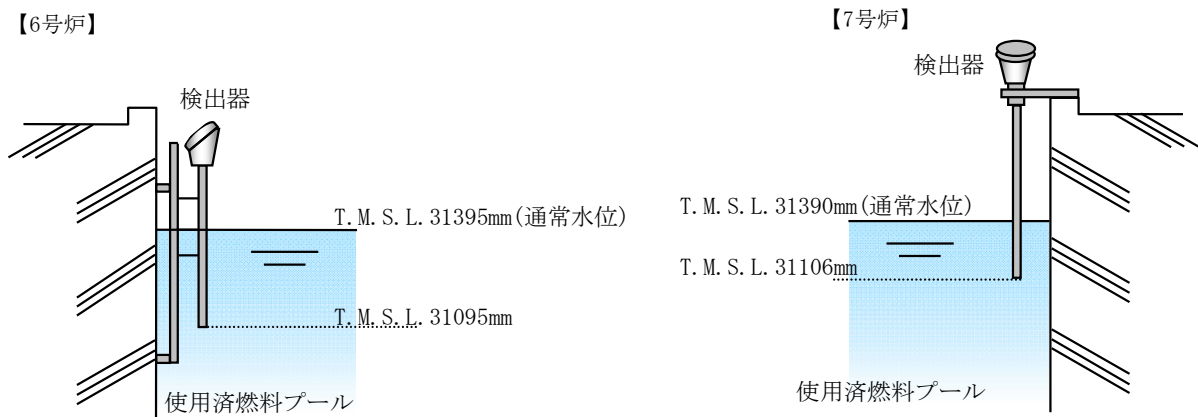 【6号炉】
検出器
T.M.S.L.31395mm(通常水位)
T.M.S.L.31095mm
使用済燃料プール
【7号炉】
検出器
T.M.S.L.31390mm(通常水位)
T.M.S.L.31106mm
使用済燃料プール